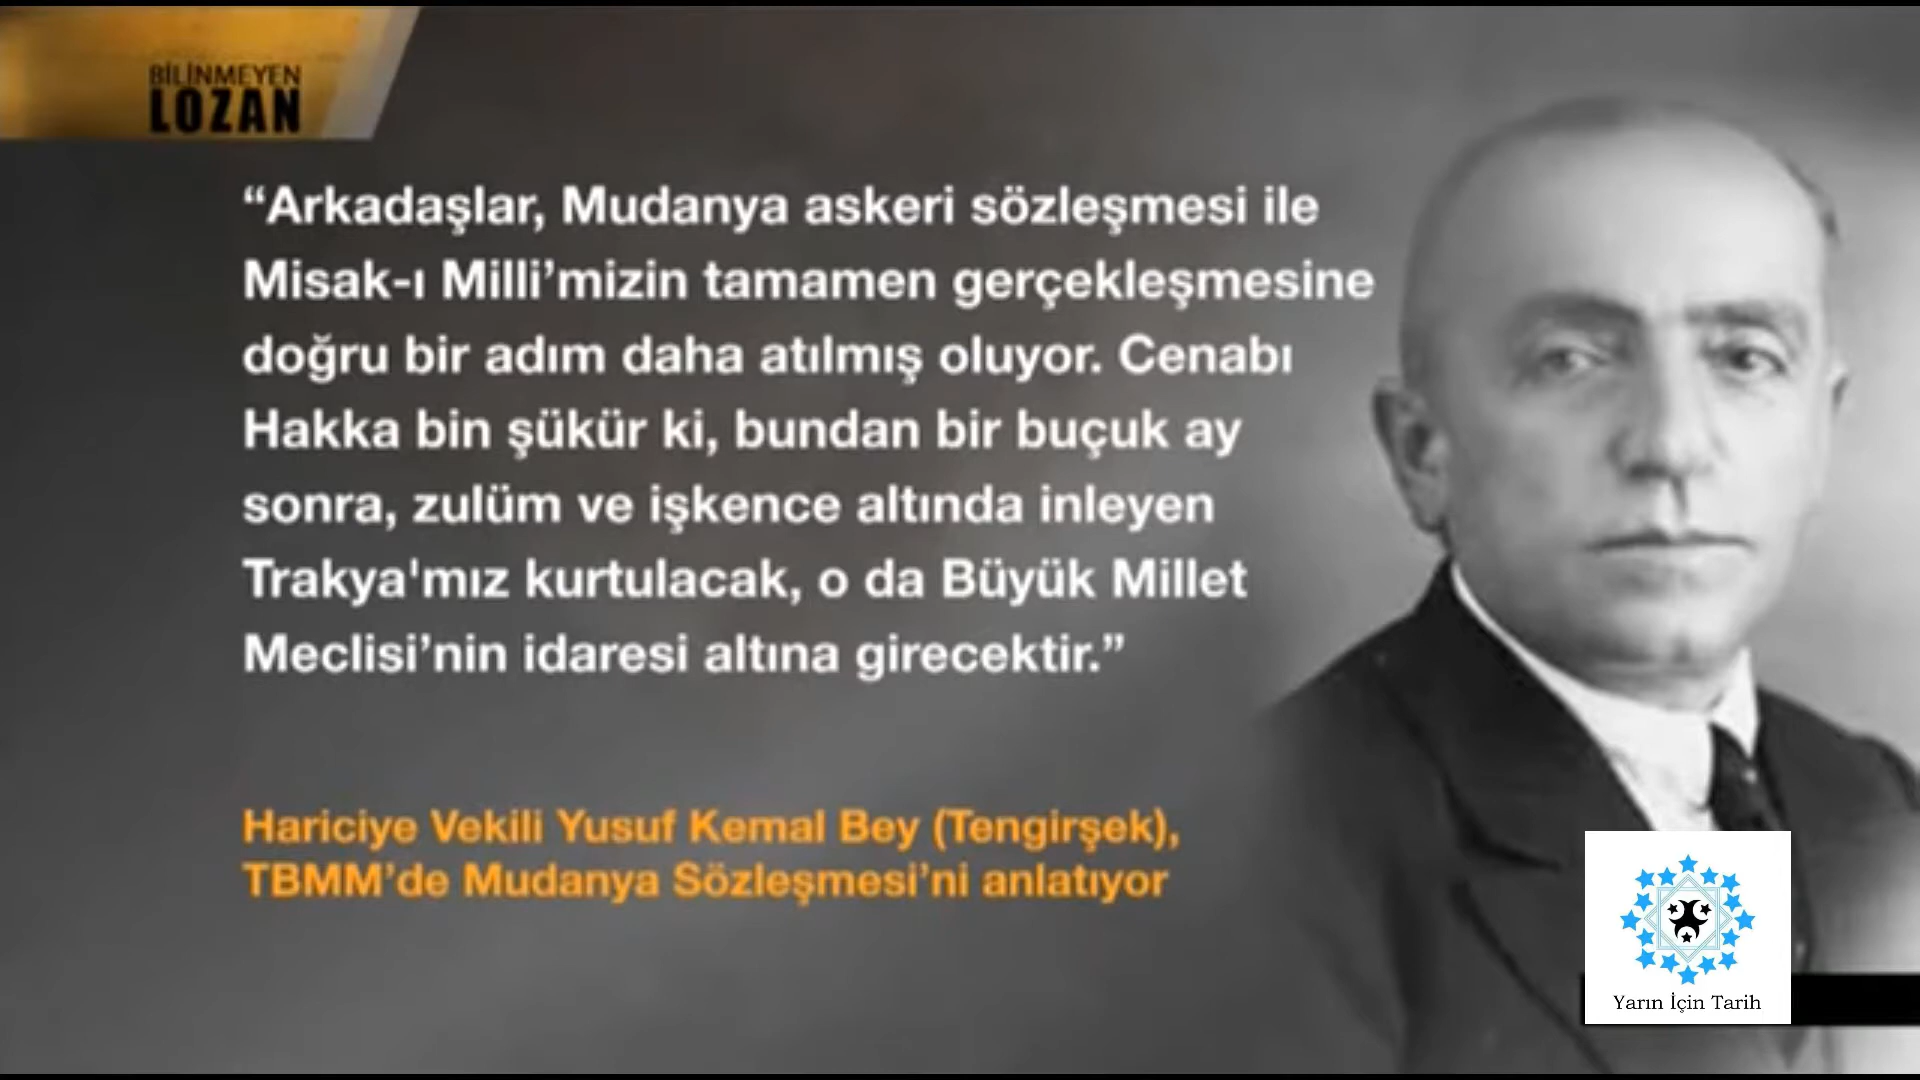 BİLİNMEYEN
LOZAN
“Arkadaşlar, Mudanya askeri sözleşmesi ile
Misak-ı Milli’mizin tamamen gerçekleşmesine
doğru bir adım daha atılmış oluyor. Cenabı
Hakka bin şükür ki, bundan bir buçuk ay
sonra, zulüm ve işkence altında inleyen
Trakya'mız kurtulacak, o da Büyük Millet
Meclisi’nin idaresi altına girecektir.”
Hariciye Vekili Yusuf Kemal Bey (Tengirşek),
TBMM’de Mudanya Sözleşmesi’ni anlatıyor
Yarın İçin Tarih